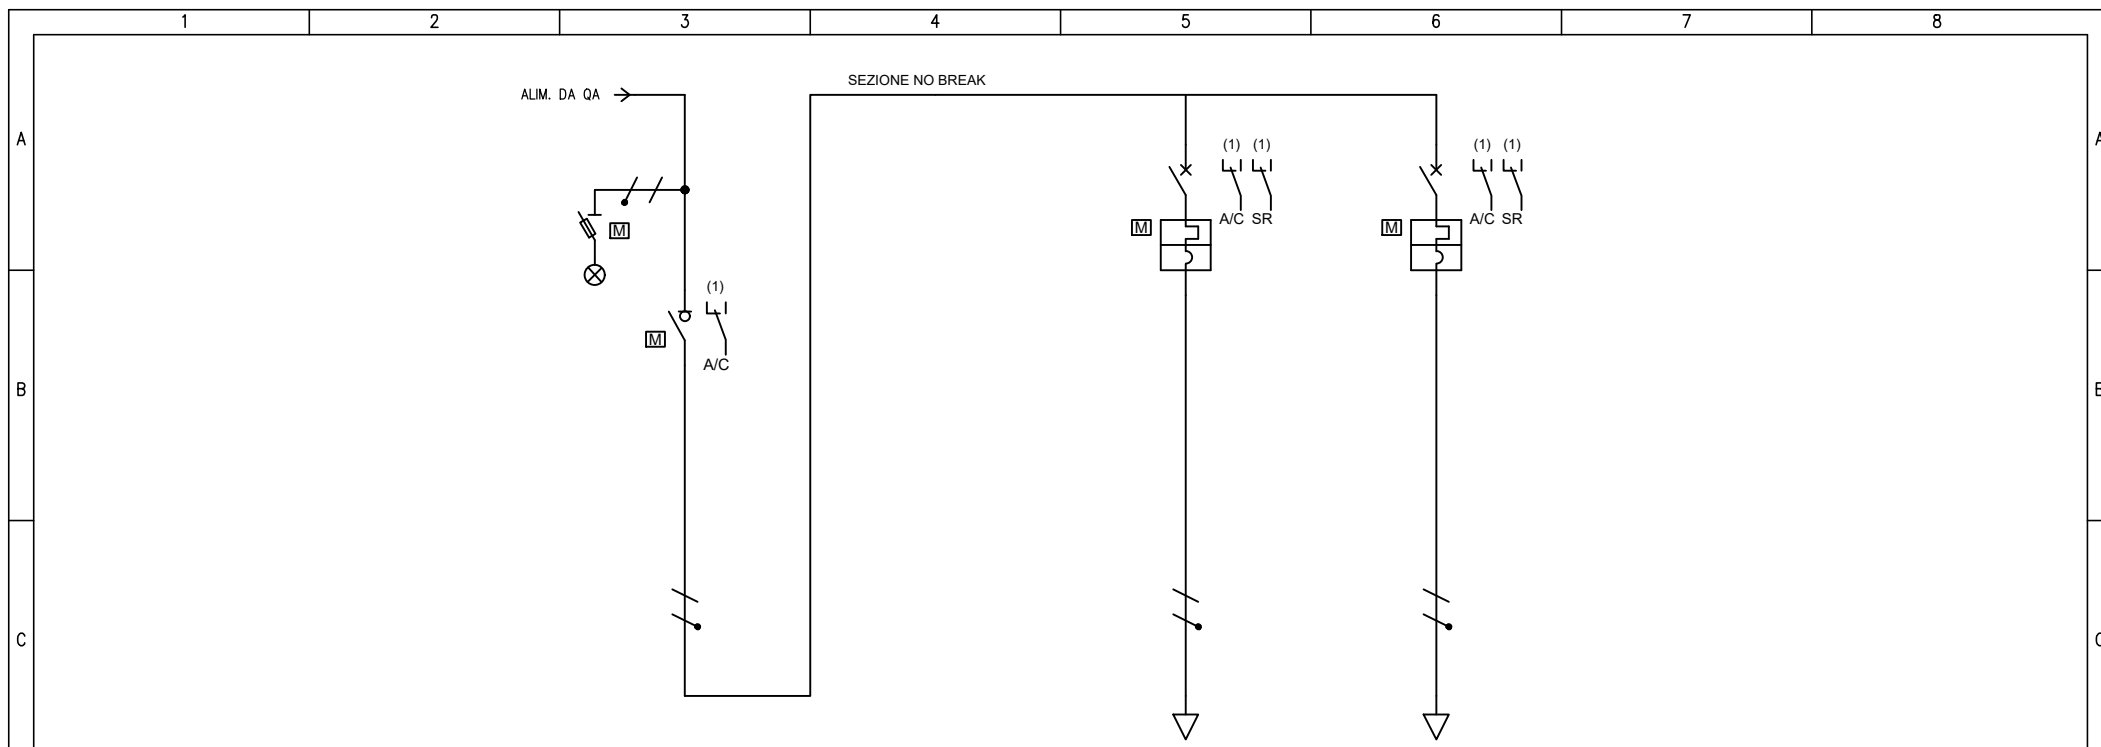 1 2 3 4 5 6 7 8
SEZIONE NO BREAK
ALIM. DA QA
A A
(1) (1) (1) (1)
A/C SR A/C SR
M M M
(1)
M
A/C
B B
C C